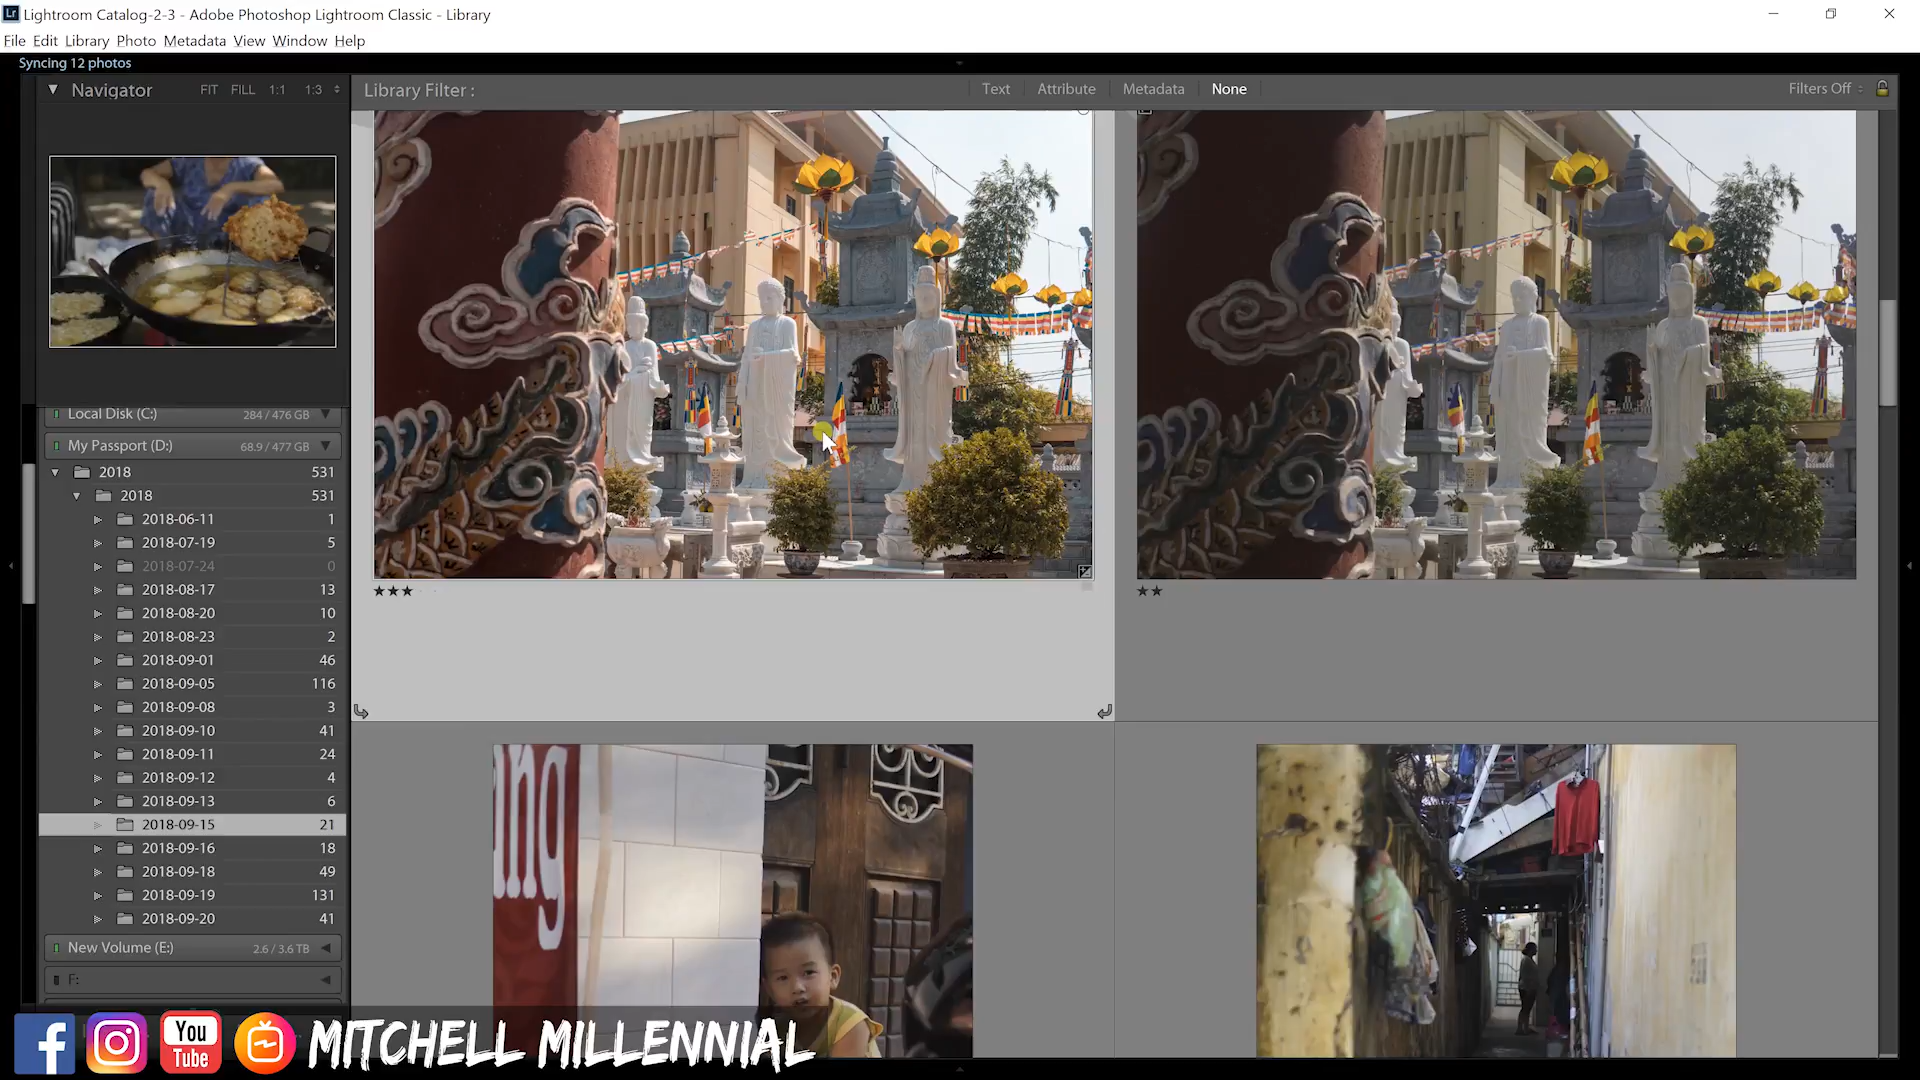 Lr Lightroom Catalog-2-3 - Adobe Photoshop Lightroom Classic - Library
File Edit Library Photo Metadata View Window Help
Syncing 12 photos
Navigator FIT FILL 1:1 1:3
Library Filter : Text Attribute Metadata None Filters Off
Local Disk (C:) 284 / 476 GB
My Passport (D:) 68.9 / 477 GB
2018 531
2018 531
2018-06-11 1
2018-07-19 5
2018-07-24 0
2018-08-17 13
2018-08-20 10
2018-08-23 2
2018-09-01 46
2018-09-05 116
2018-09-08 3
2018-09-10 41
2018-09-11 24
2018-09-12 4
2018-09-13 6
2018-09-15 21
2018-09-16 18
2018-09-18 49
2018-09-19 131
2018-09-20 41
New Volume (E:) 2.6 / 3.6 TB
F:
ng
You
Tube
MITCHELL MILLENNIAL